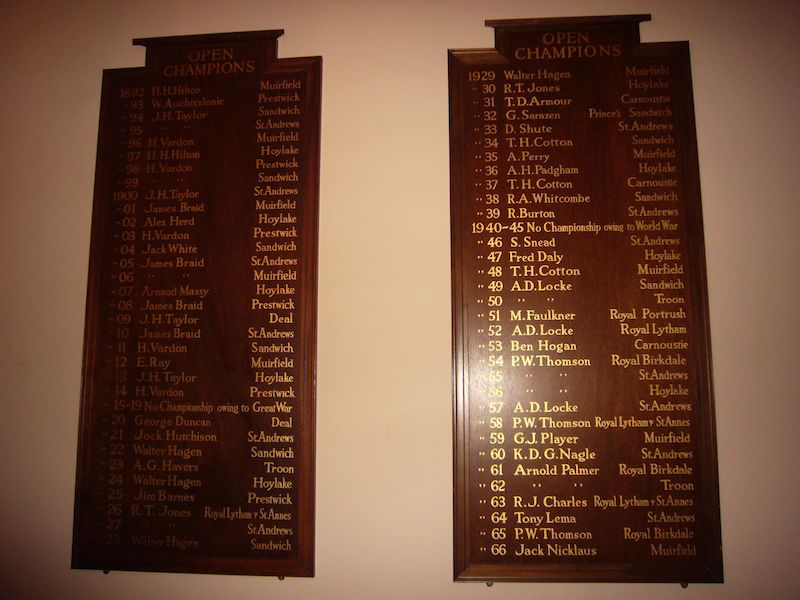 OPEN
CHAMPIONS
1892 H.H.Hilton Muirfield
" 93 W. Auchterlonie Prestwick
" 94 J.H.Taylor Sandwich
" 95 " " St.Andrews
" 96 H.Vardon Muirfield
" 97 H.H.Hilton Hoylake
" 98 H.Vardon Prestwick
" 99 " Sandwich
1900 J.H.Taylor St.Andrews
" 01 James Braid Muirfield
" 02 Alex Herd Hoylake
" 03 H.Vardon Prestwick
" 04 Jack White Sandwich
" 05 James Braid St.Andrews
" 06 " " Muirfield
" 07 Arnaud Massy Hoylake
" 08 James Braid Prestwick
" 09 J.H.Taylor Deal
" 10 James Braid St.Andrews
" 11 H.Vardon Sandwich
" 12 E.Ray Muirfield
" 13 J.H.Taylor Hoylake
" 14 H.Vardon Prestwick
" 15-19 No Championship owing to Great War
" 20 George Duncan Deal
" 21 Jock Hutchison St.Andrews
" 22 Walter Hagen Sandwich
" 23 A.G.Havers Troon
" 24 Walter Hagen Hoylake
" 25 Jim Barnes Prestwick
" 26 R.T. Jones Royal Lytham & St.Annes
" 27 " " St.Andrews
" 28 Walter Hagen Sandwich
OPEN
CHAMPIONS
1929 Walter Hagen Muirfield
" 30 R.T. Jones Hoylake
" 31 T.D.Armour Carnoustie
" 32 G. Sarazen Prince's Sandwich
" 33 D. Shute St.Andrews
" 34 T.H.Cotton Sandwich
" 35 A.Perry Muirfield
" 36 A.H.Padgham Hoylake
" 37 T.H.Cotton Carnoustie
" 38 R.A.Whitcombe Sandwich
" 39 R.Burton St.Andrews
1940-45 No Championship owing to World War
" 46 S. Snead St.Andrews
" 47 Fred Daly Hoylake
" 48 T.H.Cotton Muirfield
" 49 A.D.Locke Sandwich
" 50 " " Troon
" 51 M.Faulkner Royal Portrush
" 52 A.D.Locke Royal Lytham
" 53 Ben Hogan Carnoustie
" 54 P.W.Thomson Royal Birkdale
" 55 " " St.Andrews
" 56 " " Hoylake
" 57 A.D.Locke St.Andrews
" 58 P.W.Thomson Royal Lytham & St.Annes
" 59 G.J.Player Muirfield
" 60 K.D.G.Nagle St.Andrews
" 61 Arnold Palmer Royal Birkdale
" 62 " " Troon
" 63 R.J. Charles Royal Lytham & St.Annes
" 64 Tony Lema St.Andrews
" 65 P.W.Thomson Royal Birkdale
" 66 Jack Nicklaus Muirfield